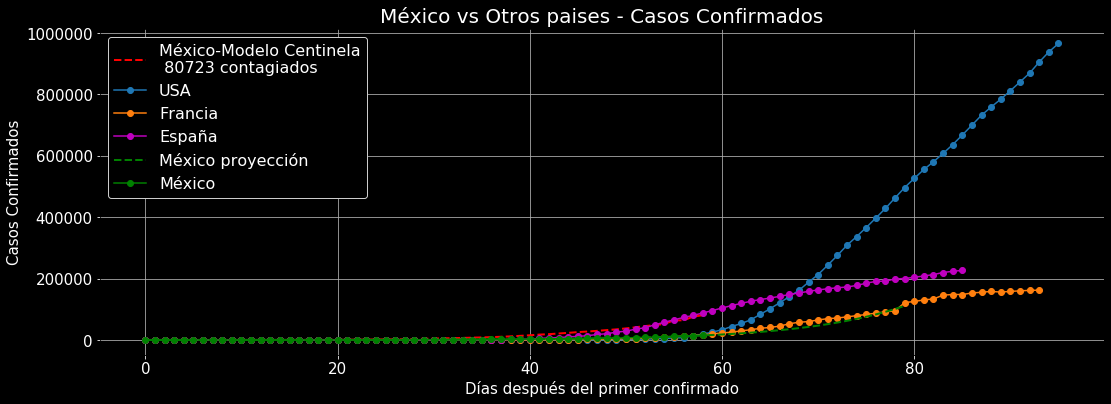 México vs Otros paises - Casos Confirmados
1000000
800000
600000
400000
200000
0
Casos Confirmados
México-Modelo Centinela
80723 contagiados
USA
Francia
España
México proyección
México
0
20
40
60
80
Días después del primer confirmado